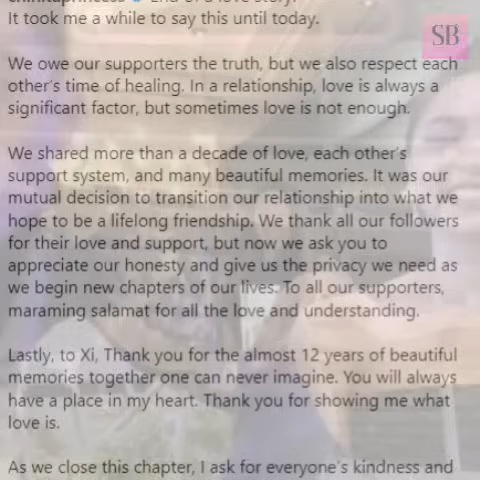 It took me a while to say this until today.
SB
We owe our supporters the truth, but we also respect each
other's time of healing. In a relationship, love is always a
significant factor, but sometimes love is not enough.
We shared more than a decade of love, each other's
support system, and many beautiful memories. It was our
mutual decision to transition our relationship into what we
hope to be a lifelong friendship. We thank all our followers
for their love and support, but now we ask you to
appreciate our honesty and give us the privacy we need as
we begin new chapters of our lives. To all our supporters,
maraming salamat for all the love and understanding.
Lastly, to Xi, Thank you for the almost 12 years of beautiful
memories together one can never imagine. You will always
have a place in my heart. Thank you for showing me what
love is.
As we close this chapter, I ask for everyone's kindness and